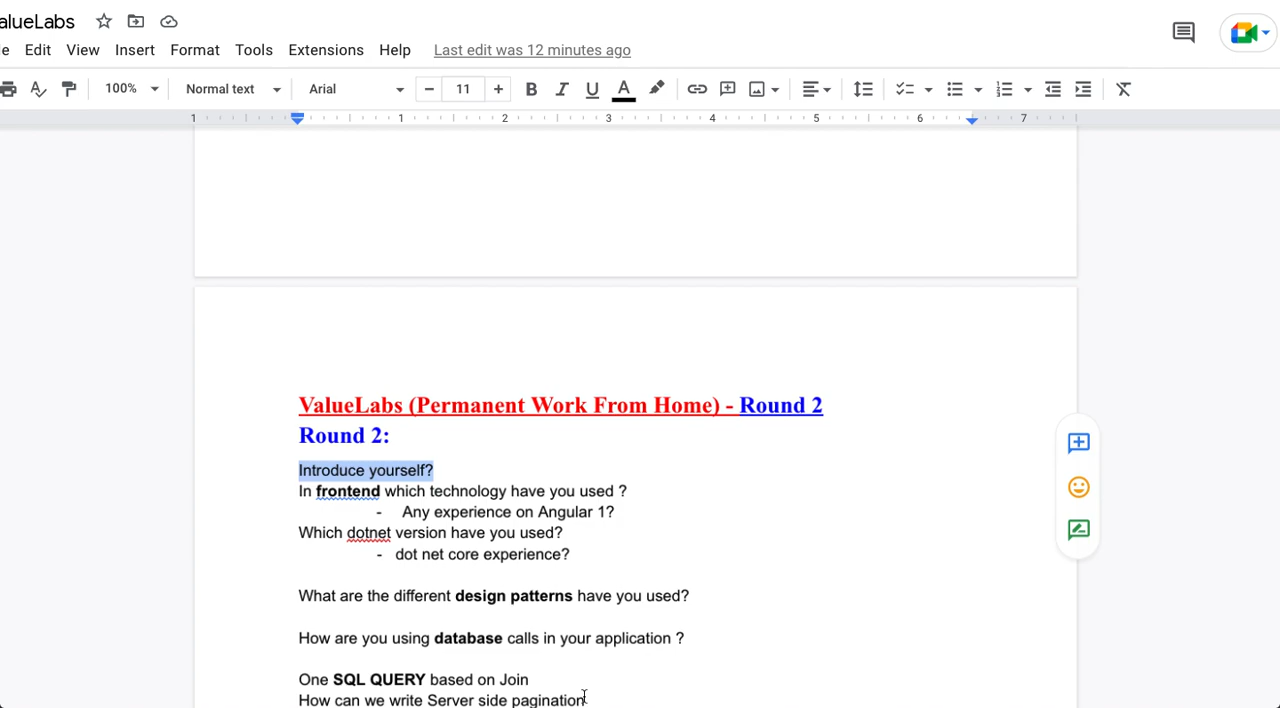 alueLabs
e Edit View Insert Format Tools Extensions Help Last edit was 12 minutes ago
100% Normal text Arial − 11 + B I U A
1 1 2 3 4 5 6 7
ValueLabs (Permanent Work From Home) - Round 2
Round 2:
Introduce yourself?
In frontend which technology have you used ?
- Any experience on Angular 1?
Which dotnet version have you used?
- dot net core experience?
What are the different design patterns have you used?
How are you using database calls in your application ?
One SQL QUERY based on Join
How can we write Server side pagination